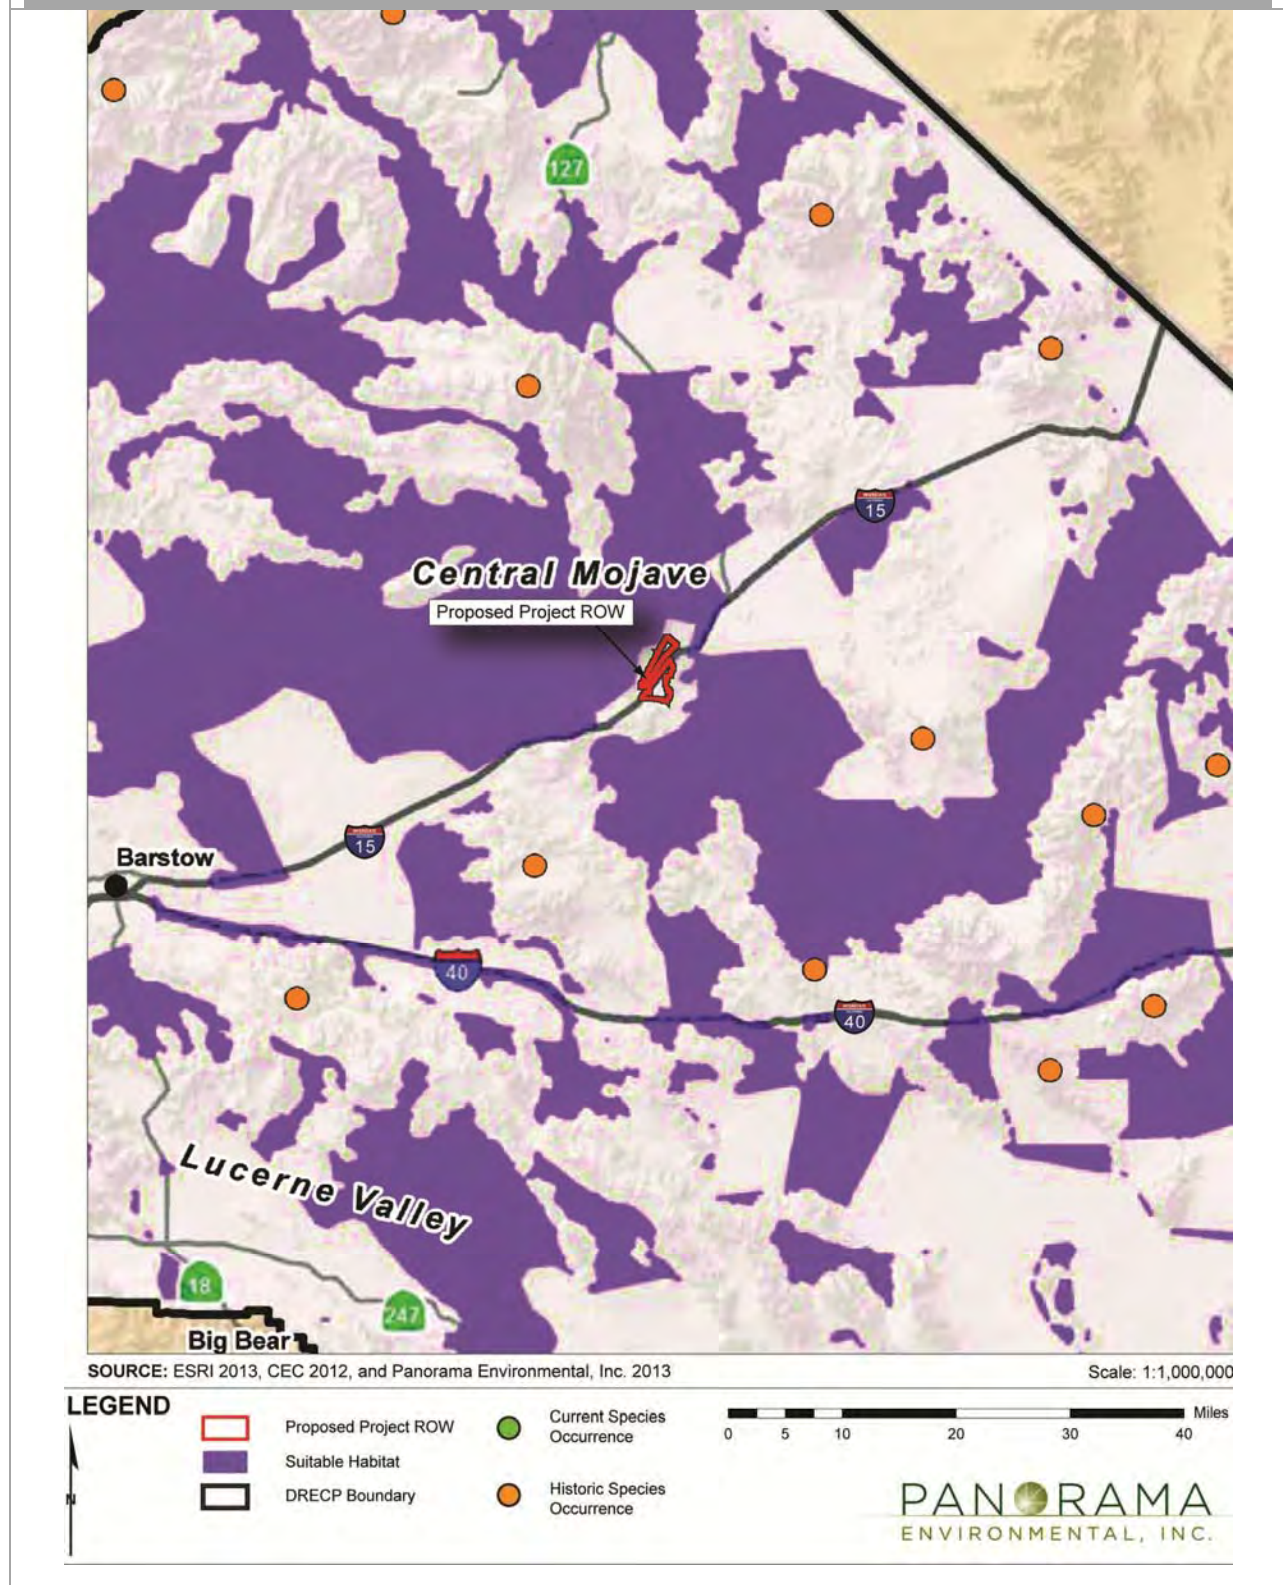 127
15
Central Mojave
Proposed Project ROW
15
Barstow
40
40
Lucerne Valley
18
247
Big Bear
SOURCE: ESRI 2013, CEC 2012, and Panorama Environmental, Inc. 2013
Scale: 1:1,000,000
LEGEND
Proposed Project ROW
Suitable Habitat
DRECP Boundary
Current Species
Occurrence
Historic Species
Occurrence
Miles
0 5 10 20 30 40
N
PANORAMA
ENVIRONMENTAL, INC.